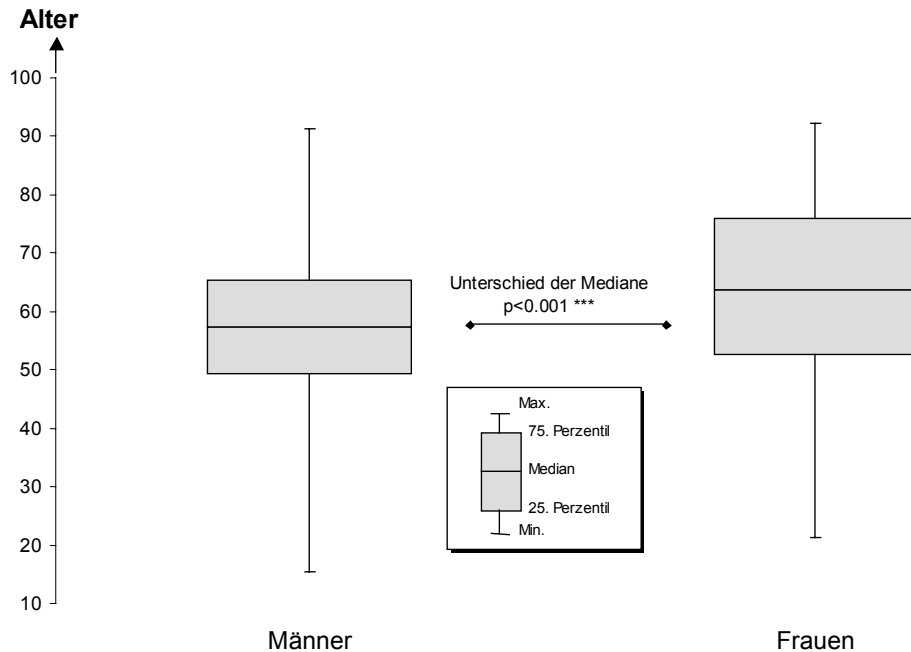 Alter
100
90
80
70
60
50
40
30
20
10
Unterschied der Mediane
p<0.001 ***
Max.
75. Perzentil
Median
25. Perzentil
Min.
Männer
Frauen